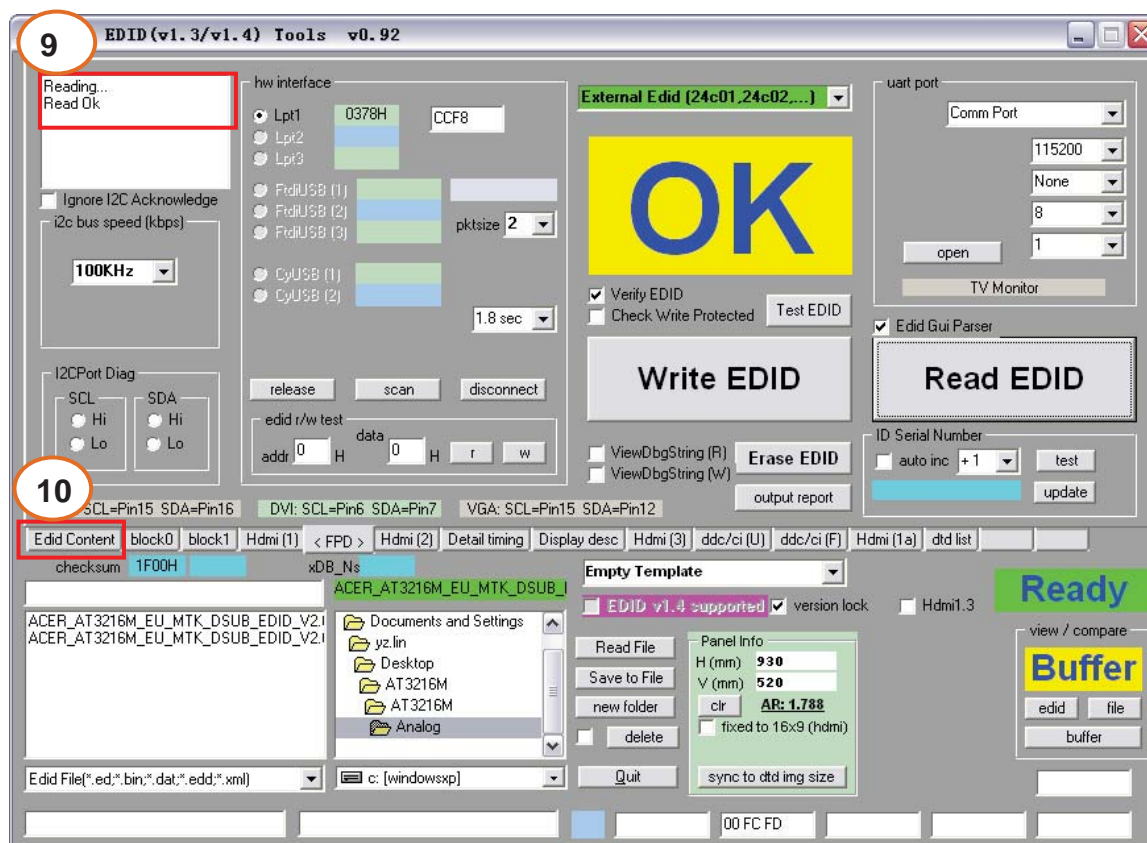 9
EDID(v1.3/v1.4) Tools v0.92
Reading...
Read Ok
Ignore I2C Acknowledge
i2c bus speed (kbps)
100KHz
I2CPort Diag
SCL
SDA
Hi
Hi
Lo
Lo
hw interface
Lpt1
0378H
CCF8
Lpt2
Lpt3
FtdiUSB (1)
FtdiUSB (2)
FtdiUSB (3)
pktsize 2
CyUSB (1)
CyUSB (2)
1.8 sec
release
scan
disconnect
edid r/w test
addr 0 H
data 0 H
r
w
External Edid (24c01,24c02,...)
OK
Verify EDID
Check Write Protected
Test EDID
Write EDID
ViewDbgString (R)
ViewDbgString (W)
Erase EDID
output report
uart port
Comm Port
115200
None
8
1
open
TV Monitor
Edid Gui Parser
Read EDID
ID Serial Number
auto inc
+ 1
test
update
10
SCL=Pin15 SDA=Pin16
DVI: SCL=Pin6 SDA=Pin7
VGA: SCL=Pin15 SDA=Pin12
Edid Content
block0
block1
Hdmi (1)
< FPD >
Hdmi (2)
Detail timing
Display desc
Hdmi (3)
ddc/ci (U)
ddc/ci (F)
Hdmi (1a)
dtd list
checksum
1F00H
xDB_Ns
ACER_AT3216M_EU_MTK_DSUB_EDID_V2.
ACER_AT3216M_EU_MTK_DSUB_EDID_V2.
Edid File(*.ed;*.bin;*.dat;*.edd;*.xml)
ACER_AT3216M_EU_MTK_DSUB_
Documents and Settings
yz.lin
Desktop
AT3216M
AT3216M
Analog
c: [windowsxp]
Empty Template
EDID v1.4 supported
version lock
Hdmi1.3
Read File
Save to File
new folder
delete
Quit
Panel Info
H (mm) 930
V (mm) 520
clr
AR: 1.788
fixed to 16x9 (hdmi)
sync to dtd img size
Ready
view / compare
Buffer
edid
file
buffer
00 FC FD